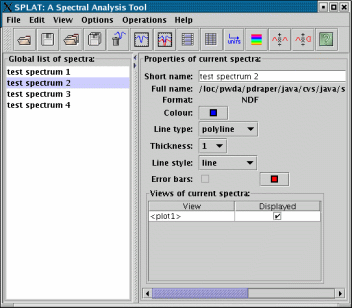 SPLAT: A Spectral Analysis Tool
File Edit View Options Operations Help
units
Global list of spectra:
test spectrum 1
test spectrum 2
test spectrum 3
test spectrum 4
Properties of current spectra:
Short name: test spectrum 2
Full name: /loc/pwda/pdraper/java/cvs/java/s
Format: NDF
Colour:
Line type: polyline
Thickness: 1
Line style: line
Error bars:
Views of current spectra:
View Displayed
<plot1>